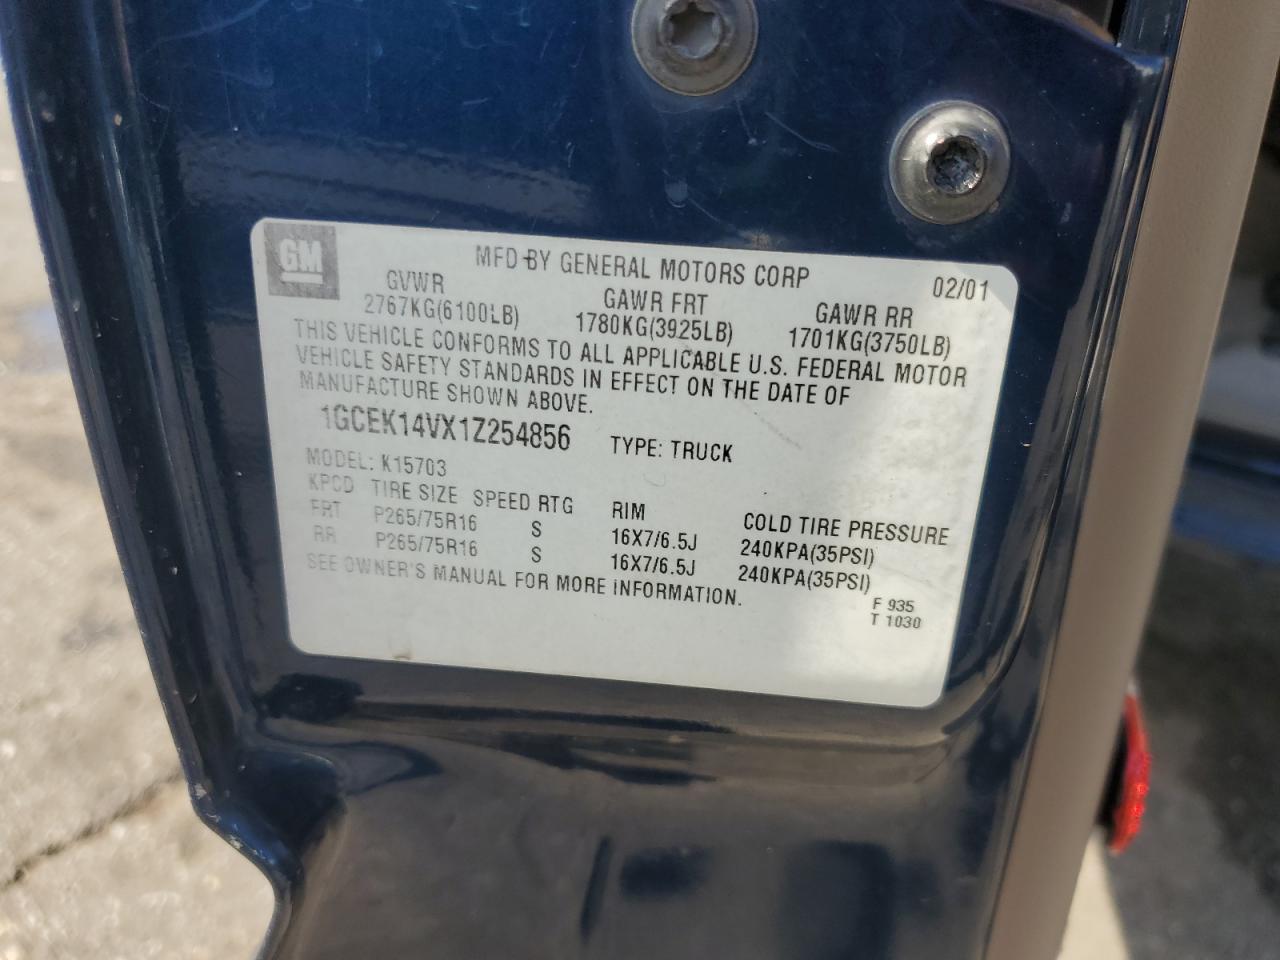 GM
MFD BY GENERAL MOTORS CORP 02/01
GVWR GAWR FRT GAWR RR
2767KG(6100LB) 1780KG(3925LB) 1701KG(3750LB)
THIS VEHICLE CONFORMS TO ALL APPLICABLE U.S. FEDERAL MOTOR
VEHICLE SAFETY STANDARDS IN EFFECT ON THE DATE OF
MANUFACTURE SHOWN ABOVE.
1GCEK14VX1Z254856 TYPE: TRUCK
MODEL: K15703
KPCD TIRE SIZE SPEED RTG RIM COLD TIRE PRESSURE
FRT P265/75R16 S 16X7/6.5J 240KPA(35PSI)
RR P265/75R16 S 16X7/6.5J 240KPA(35PSI)
SEE OWNER'S MANUAL FOR MORE INFORMATION.
F 935
T 1030